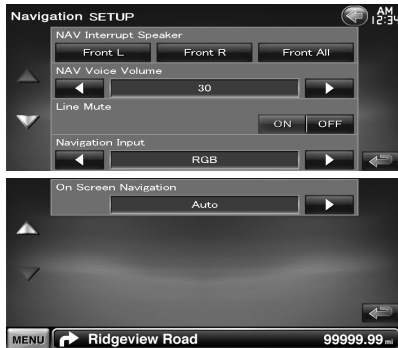 Navigation SETUP
AM
12:34
NAV Interrupt Speaker
Front L Front R Front All
NAV Voice Volume
30
Line Mute
ON OFF
Navigation Input
RGB
On Screen Navigation
Auto
MENU Ridgeview Road 99999.99 mi